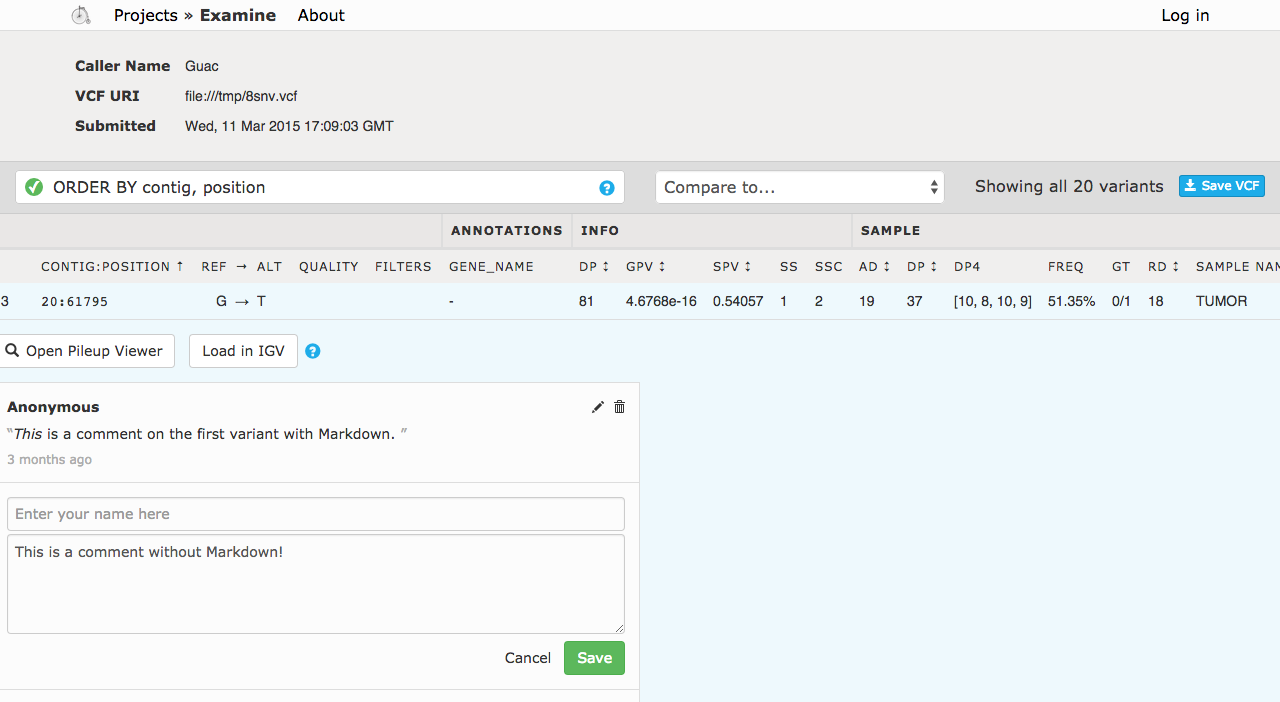 Projects » Examine About Log in
Caller Name Guac
VCF URI file:///tmp/8snv.vcf
Submitted Wed, 11 Mar 2015 17:09:03 GMT
ORDER BY contig, position ? Compare to... Showing all 20 variants Save VCF
ANNOTATIONS INFO SAMPLE
CONTIG:POSITION ↑ REF → ALT QUALITY FILTERS GENE_NAME DP ↕ GPV ↕ SPV ↕ SS SSC AD ↕ DP ↕ DP4 FREQ GT RD ↕ SAMPLE NAM
3 20:61795 G → T - 81 4.6768e-16 0.54057 1 2 19 37 [10, 8, 10, 9] 51.35% 0/1 18 TUMOR
Open Pileup Viewer Load in IGV ?
Anonymous
“This is a comment on the first variant with Markdown. ”
3 months ago
Enter your name here
This is a comment without Markdown!
Cancel Save